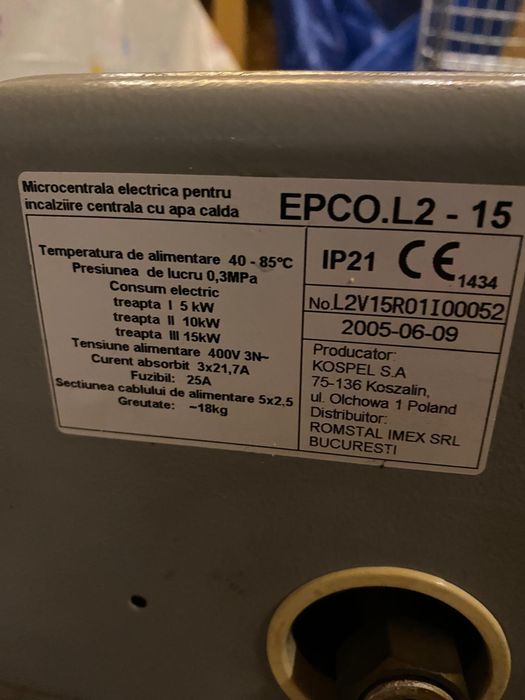 Microcentrala electrica pentru
incalziire centrala cu apa calda
EPCO.L2 - 15
Temperatura de alimentare 40 - 85°C
Presiunea de lucru 0,3MPa
Consum electric
treapta I 5 kW
treapta II 10kW
treapta III 15kW
Tensiune alimentare 400V 3N~
Curent absorbit 3x21,7A
Fuzibil: 25A
Sectiunea cablului de alimentare 5x2.5
Greutate: ~18kg
IP21 CE 1434
No.L2V15R01I00052
2005-06-09
Producator:
KOSPEL S.A
75-136 Koszalin,
ul. Olchowa 1 Poland
Distribuitor:
ROMSTAL IMEX SRL
BUCURESTI